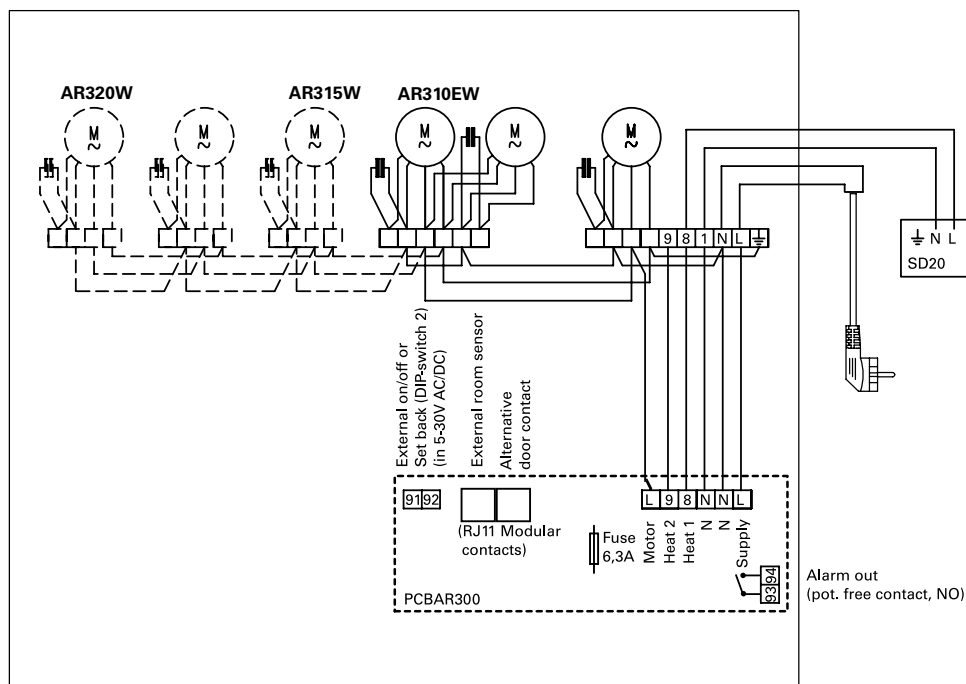 AR320W
AR315W
AR310EW
M
~
M
~
M
~
M
~
M
~
M
~
9 8 1 N L
N L
SD20
External on/off or
Set back (DIP-switch 2)
(in 5-30V AC/DC)
External room sensor
Alternative
door contact
91 92
(RJ11 Modular
contacts)
Fuse
6,3A
L 9 8 N N L
Motor
Heat 2
Heat 1
N
N
Supply
93 94
PCBAR300
Alarm out
(pot. free contact, NO)